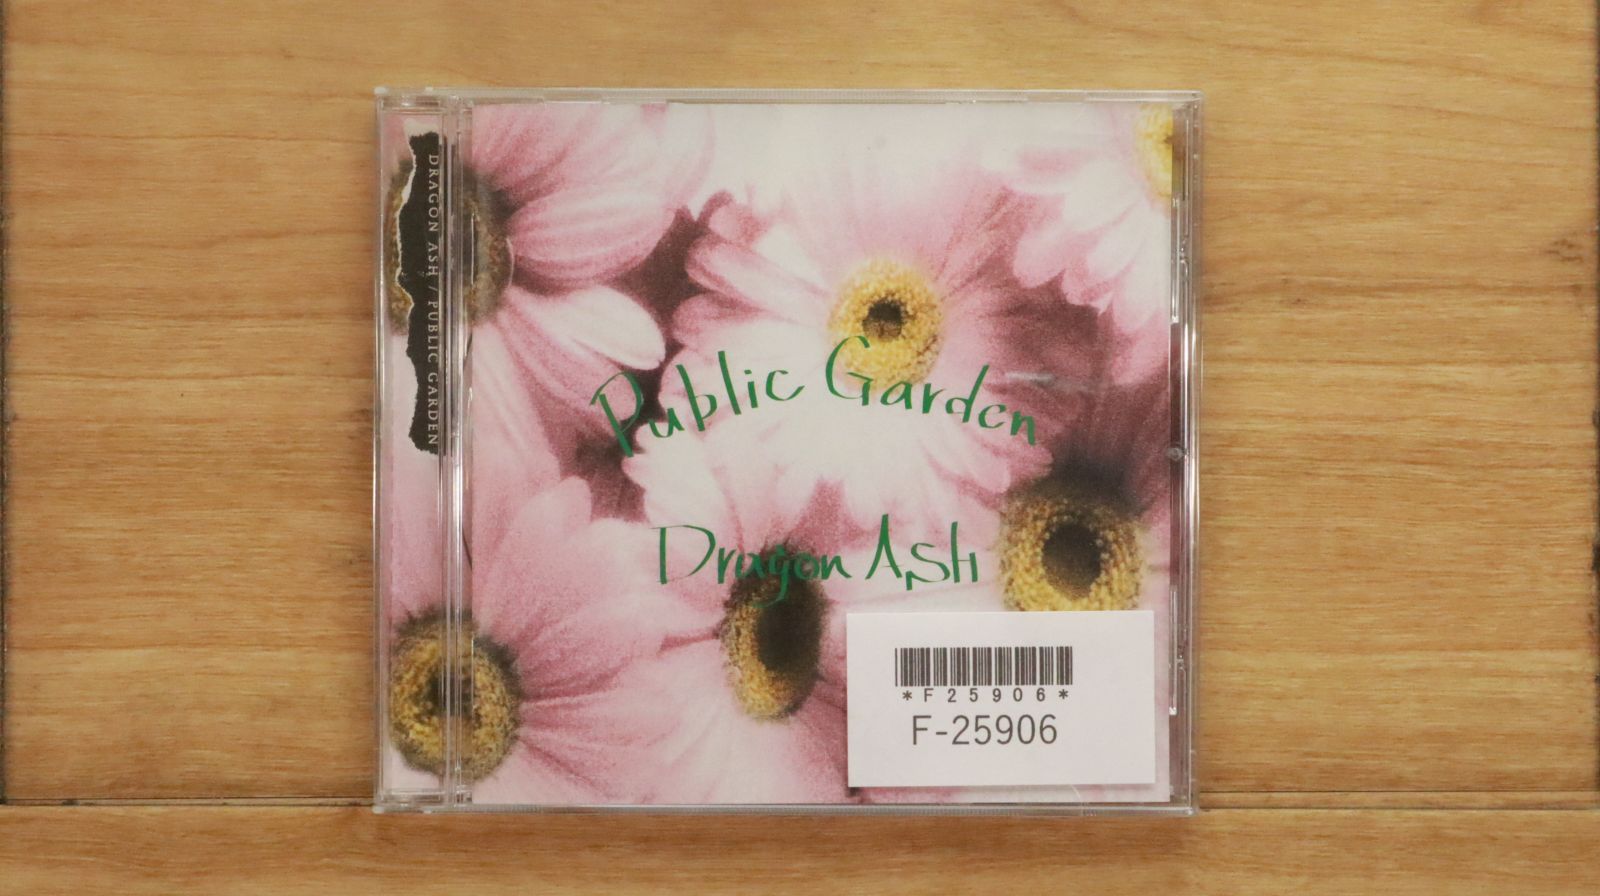 DRAGON ASH / PUBLIC GARDEN
Public Garden
Dragon Ash
*F25906*
F-25906